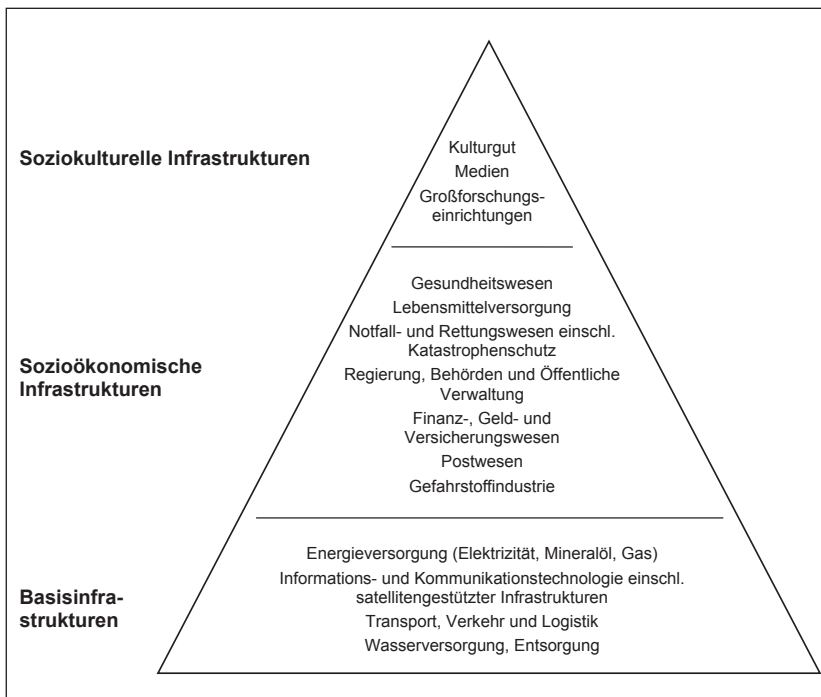 Soziokulturelle Infrastrukturen
Kulturgut
Medien
Großforschungs-
einrichtungen
Sozioökonomische
Infrastrukturen
Gesundheitswesen
Lebensmittelversorgung
Notfall- und Rettungswesen einschl.
Katastrophenschutz
Regierung, Behörden und Öffentliche
Verwaltung
Finanz-, Geld- und
Versicherungswesen
Postwesen
Gefahrstoffindustrie
Basisinfra-
strukturen
Energieversorgung (Elektrizität, Mineralöl, Gas)
Informations- und Kommunikationstechnologie einschl.
satellitengestützter Infrastrukturen
Transport, Verkehr und Logistik
Wasserversorgung, Entsorgung